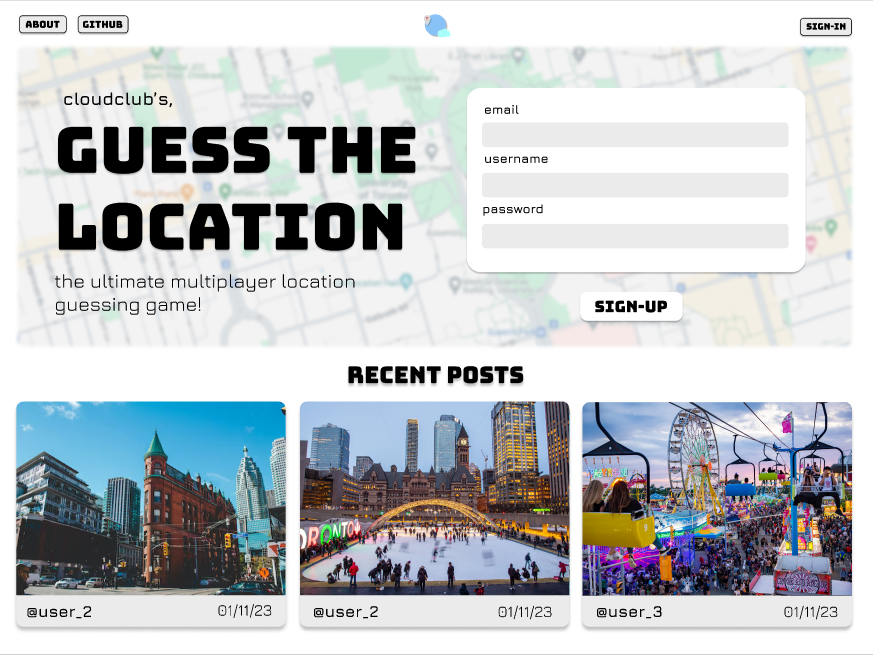 ABOUT
GITHUB
SIGN-IN
cloudclub's,
GUESS THE
LOCATION
the ultimate multiplayer location
guessing game!
email
username
password
SIGN-UP
RECENT POSTS
TORONTO
@user_2
01/11/23
@user_2
01/11/23
@user_3
01/11/23